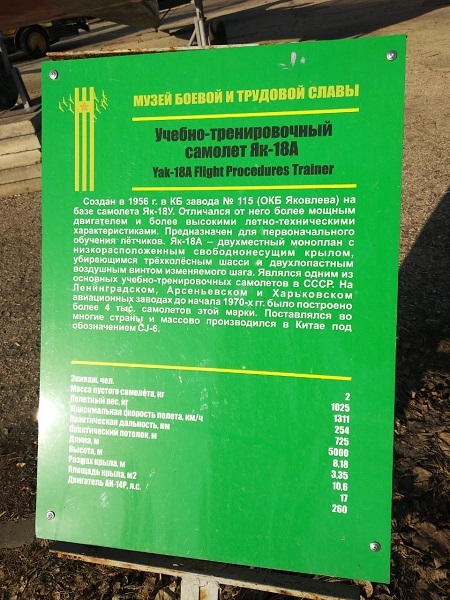 МУЗЕЙ БОЕВОЙ И ТРУДОВОЙ СЛАВЫ
Учебно-тренировочный
самолет Як-18А
Yak-18A Flight Procedures Trainer
Создан в 1956 г. в КБ завода № 115 (ОКБ Яковлева) на
базе самолета Як-18У. Отличался от него более мощным
двигателем и более высокими летно-техническими
характеристиками. Предназначен для первоначального
обучения лётчиков. Як-18А – двухместный моноплан с
низкорасположенным свободнонесущим крылом,
убирающимся трёхколёсным шасси и двухлопастным
воздушным винтом изменяемого шага. Являлся одним из
основных учебно-тренировочных самолетов в СССР. На
Ленинградском, Арсеньевском и Харьковском
авиационных заводах до начала 1970-х гг. было построено
более 4 тыс. самолетов этой марки. Поставлялся во
многие страны и массово производился в Китае под
обозначением CJ-6.
Экипаж, чел. 2
Масса пустого самолёта, кг 1025
Полетный вес, кг 1311
Максимальная скорость полета, км/ч 254
Практическая дальность, км 725
Практический потолок, м 5000
Длина, м 8,18
Высота, м 3,35
Размах крыла, м 10,6
Площадь крыла, м2 17
Двигатель АИ-14Р, л.с. 260